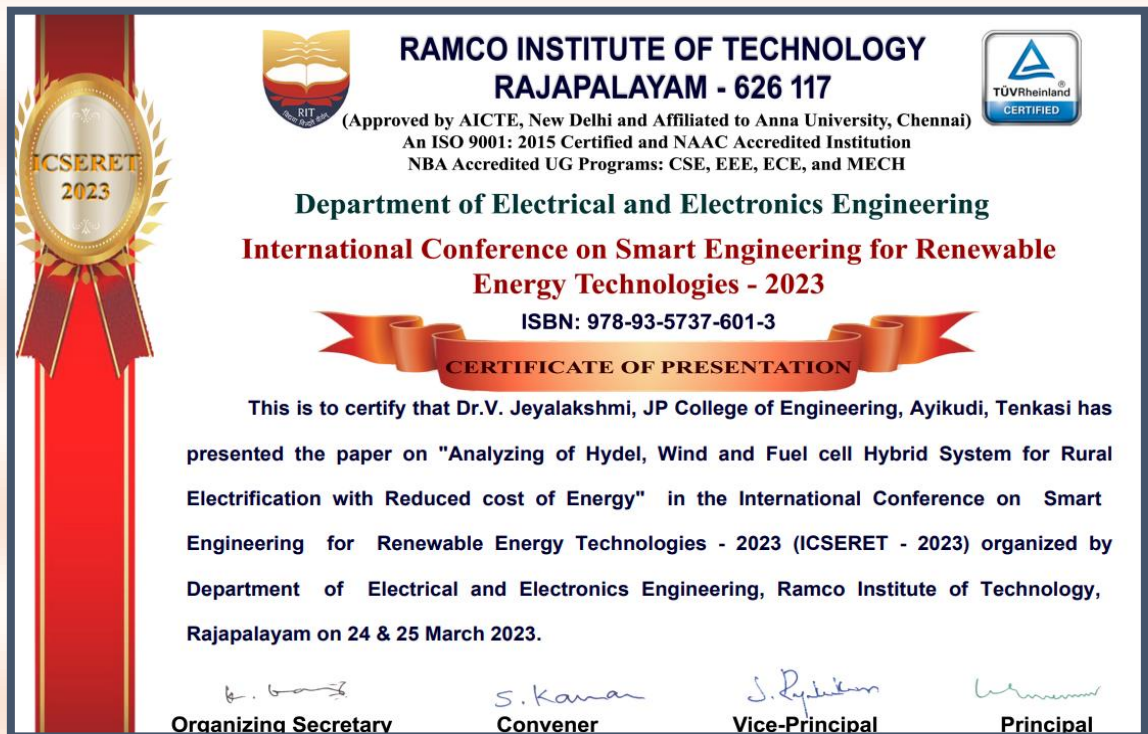 RAMCO INSTITUTE OF TECHNOLOGY
RAJAPALAYAM - 626 117
(Approved by AICTE, New Delhi and Affiliated to Anna University, Chennai)
An ISO 9001: 2015 Certified and NAAC Accredited Institution
NBA Accredited UG Programs: CSE, EEE, ECE, and MECH
RIT
TÜVRheinland®
CERTIFIED
ICSERET
2023
Department of Electrical and Electronics Engineering
International Conference on Smart Engineering for Renewable
Energy Technologies - 2023
ISBN: 978-93-5737-601-3
CERTIFICATE OF PRESENTATION
This is to certify that Dr.V. Jeyalakshmi, JP College of Engineering, Ayikudi, Tenkasi has
presented the paper on "Analyzing of Hydel, Wind and Fuel cell Hybrid System for Rural
Electrification with Reduced cost of Energy" in the International Conference on Smart
Engineering for Renewable Energy Technologies - 2023 (ICSERET - 2023) organized by
Department of Electrical and Electronics Engineering, Ramco Institute of Technology,
Rajapalayam on 24 & 25 March 2023.
S. Kannan
Organizing Secretary Convener Vice-Principal Principal